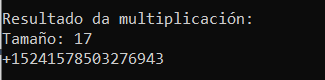 Resultado da multiplicación:
Tamaño: 17
+15241578503276943